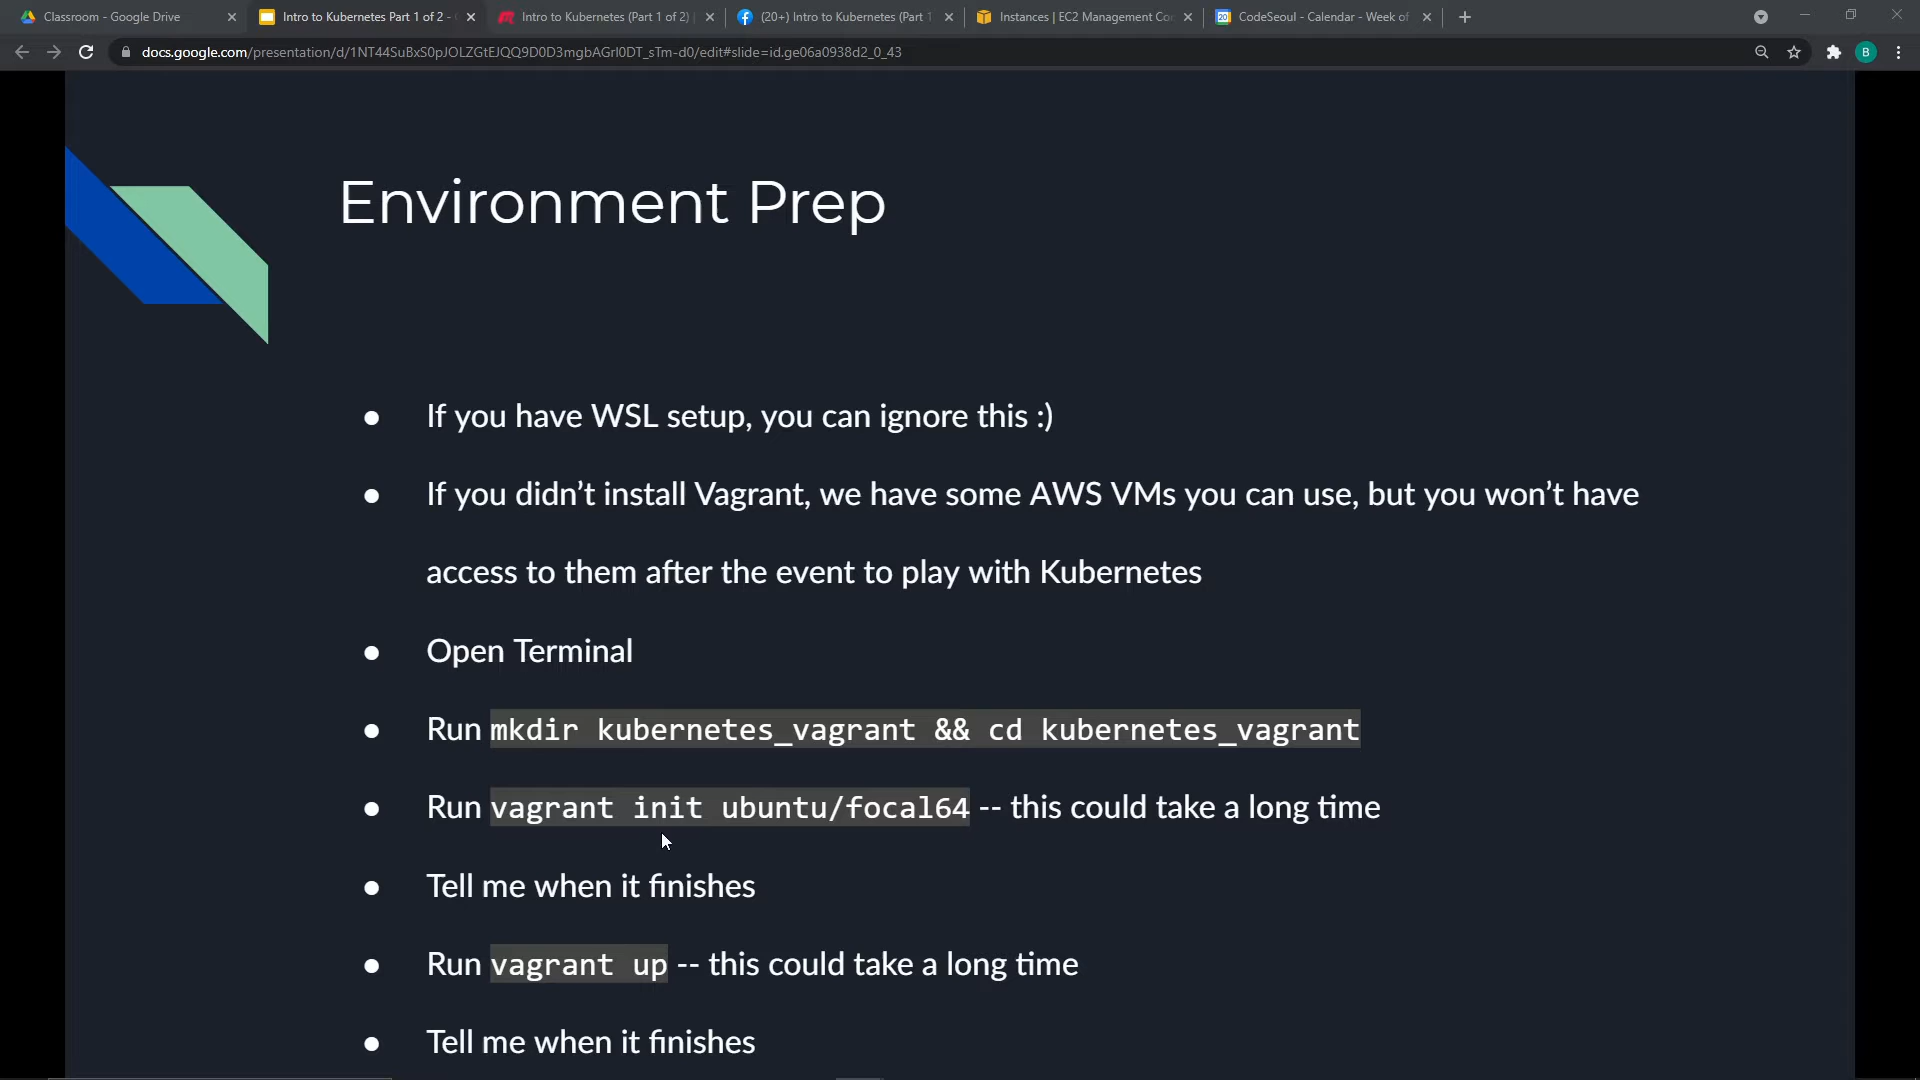 Classroom - Google Drive
Intro to Kubernetes Part 1 of 2 -
Intro to Kubernetes (Part 1 of 2) |
(20+) Intro to Kubernetes (Part 1
Instances | EC2 Management Co
20
CodeSeoul - Calendar - Week of
docs.google.com/presentation/d/1NT44SuBxS0pJOLZGtEJQQ9D0D3mgbAGrI0DT_sTm-d0/edit#slide=id.ge06a0938d2_0_43
B
Environment Prep
● If you have WSL setup, you can ignore this :)
● If you didn’t install Vagrant, we have some AWS VMs you can use, but you won’t have
access to them after the event to play with Kubernetes
● Open Terminal
● Run mkdir kubernetes_vagrant && cd kubernetes_vagrant
● Run vagrant init ubuntu/focal64 -- this could take a long time
● Tell me when it finishes
● Run vagrant up -- this could take a long time
● Tell me when it finishes